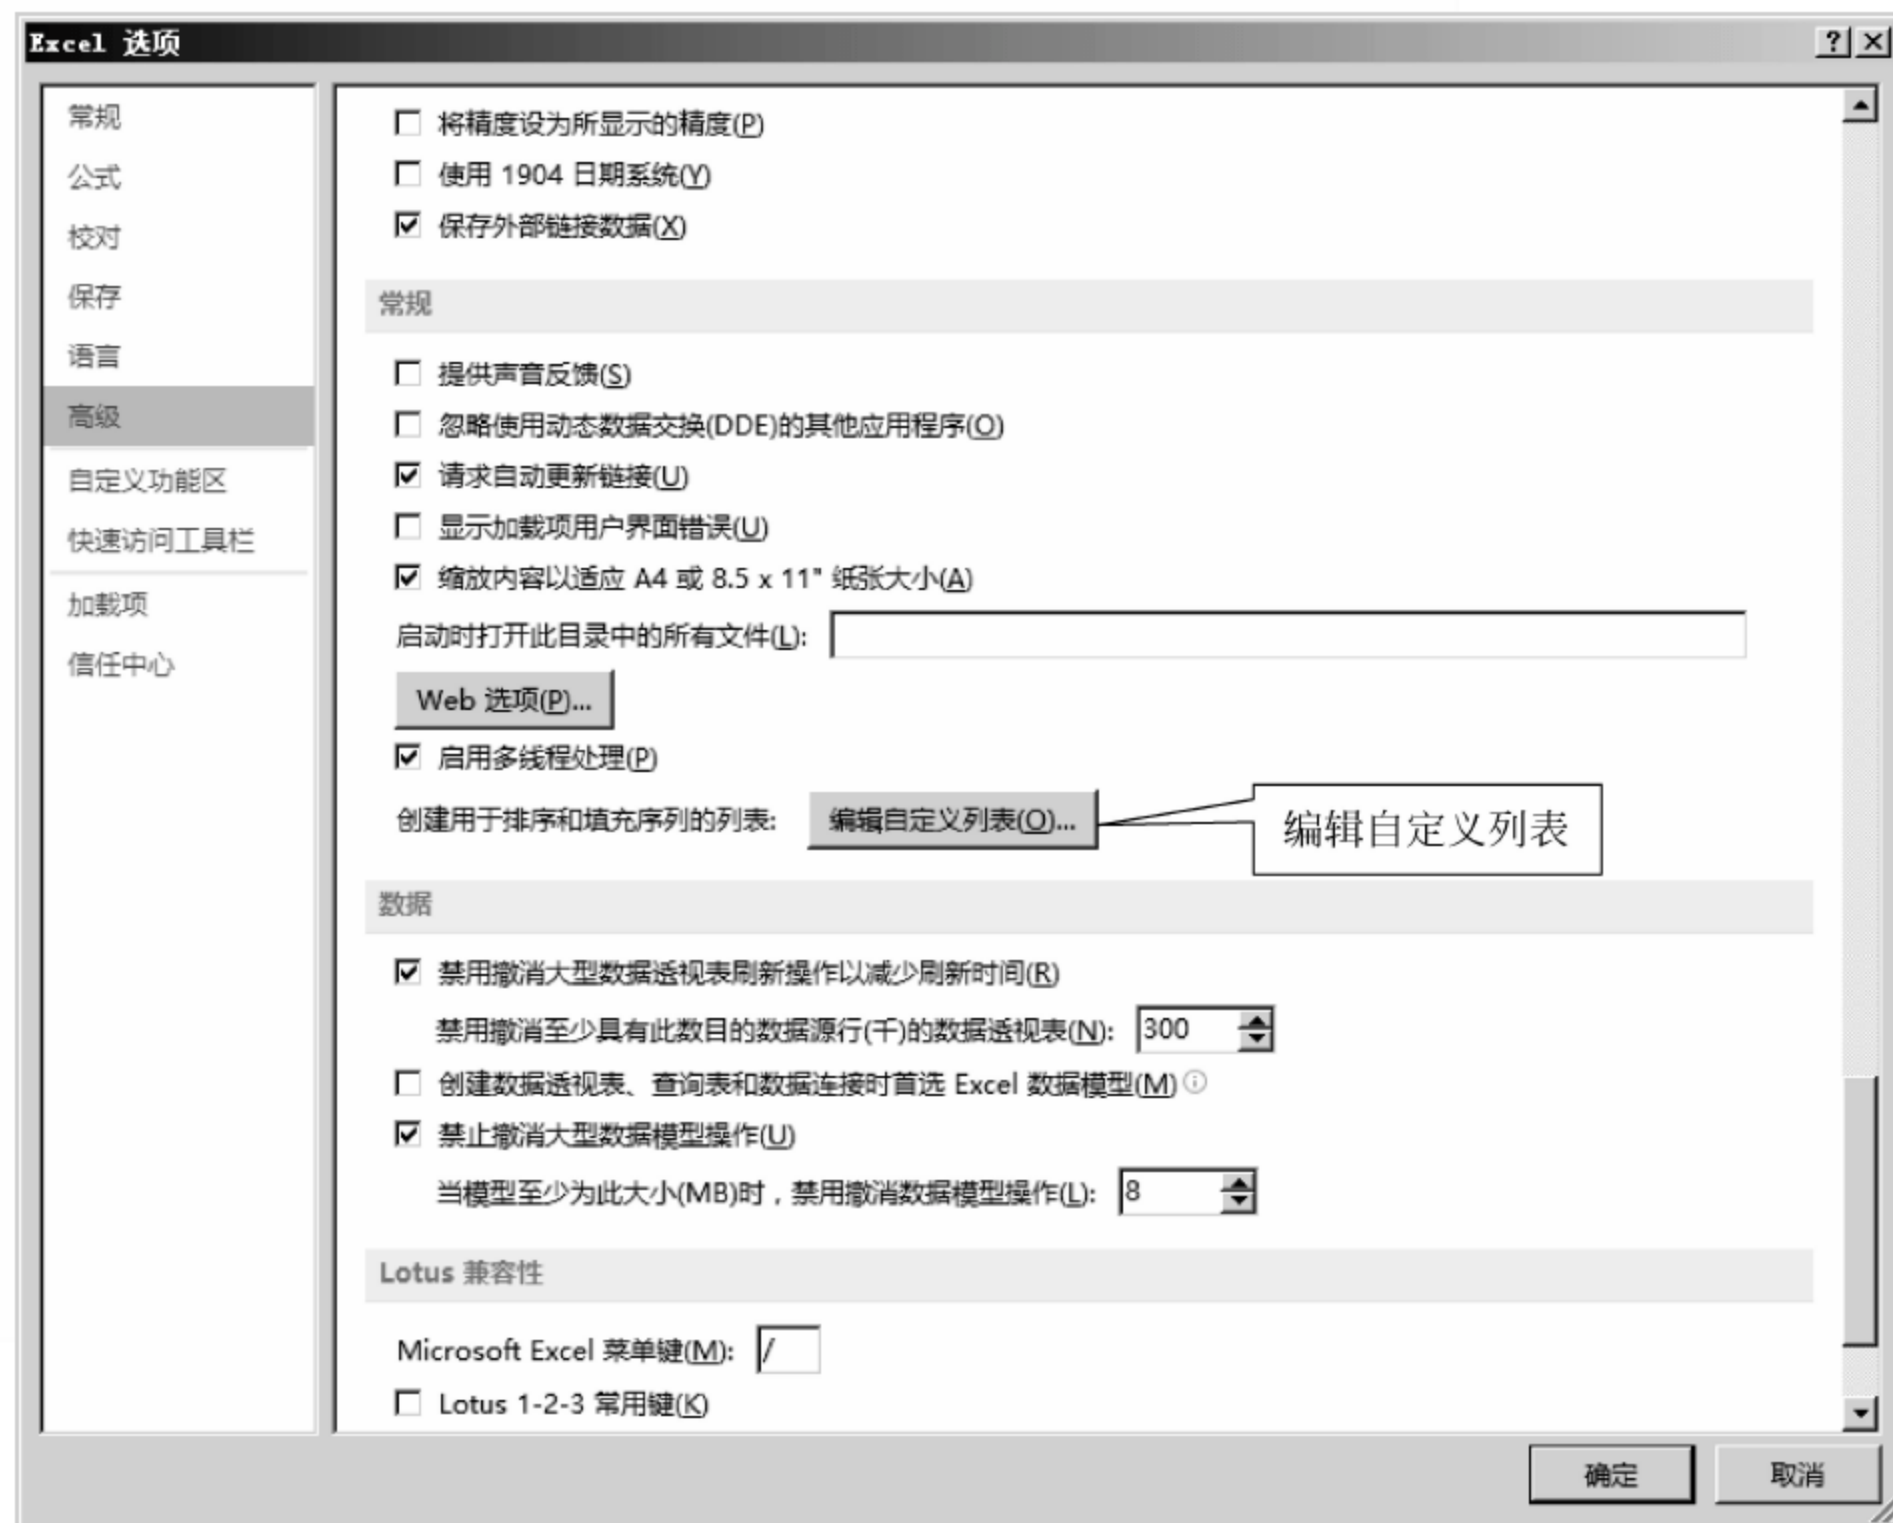 Excel 选项
常规
公式
校对
保存
语言
高级
自定义功能区
快速访问工具栏
加载项
信任中心
将精度设为所显示的精度(P)
使用 1904 日期系统(Y)
保存外部链接数据(X)
常规
提供声音反馈(S)
忽略使用动态数据交换(DDE)的其他应用程序(O)
请求自动更新链接(U)
显示加载项用户界面错误(U)
缩放内容以适应 A4 或 8.5 x 11" 纸张大小(A)
启动时打开此目录中的所有文件(L):
Web 选项(P)...
启用多线程处理(P)
创建用于排序和填充序列的列表: 编辑自定义列表(O)... 编辑自定义列表
数据
禁用撤消大型数据透视表刷新操作以减少刷新时间(R)
禁用撤消至少具有此数目的数据源行(千)的数据透视表(N): 300
创建数据透视表、查询表和数据连接时首选 Excel 数据模型(M)
禁止撤消大型数据模型操作(U)
当模型至少为此大小(MB)时，禁用撤消数据模型操作(L): 8
Lotus 兼容性
Microsoft Excel 菜单键(M): /
Lotus 1-2-3 常用键(K)
确定 取消